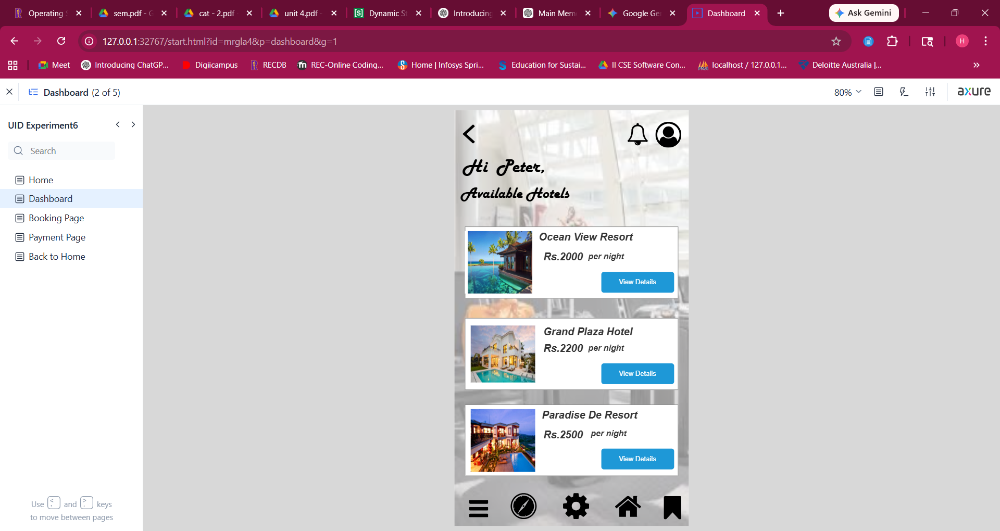 Operating S
sem.pdf - G
cat - 2.pdf
unit 4.pdf -
Dynamic St
Introducing
Main Mem
Google Ge
Dashboard
Ask Gemini
127.0.0.1:32767/start.html?id=mrgla4&p=dashboard&g=1
H
Meet
Introducing ChatGP...
Digiicampus
RECDB
REC-Online Coding...
Home | Infosys Spri...
Education for Sustai...
II CSE Software Con...
localhost / 127.0.0.1...
Deloitte Australia |...
Dashboard (2 of 5)
80%
axure
UID Experiment6
Search
Home
Dashboard
Booking Page
Payment Page
Back to Home
Use < , and > . keys
to move between pages
Hi Peter,
Available Hotels
Ocean View Resort
Rs.2000 per night
View Details
Grand Plaza Hotel
Rs.2200 per night
View Details
Paradise De Resort
Rs.2500 per night
View Details